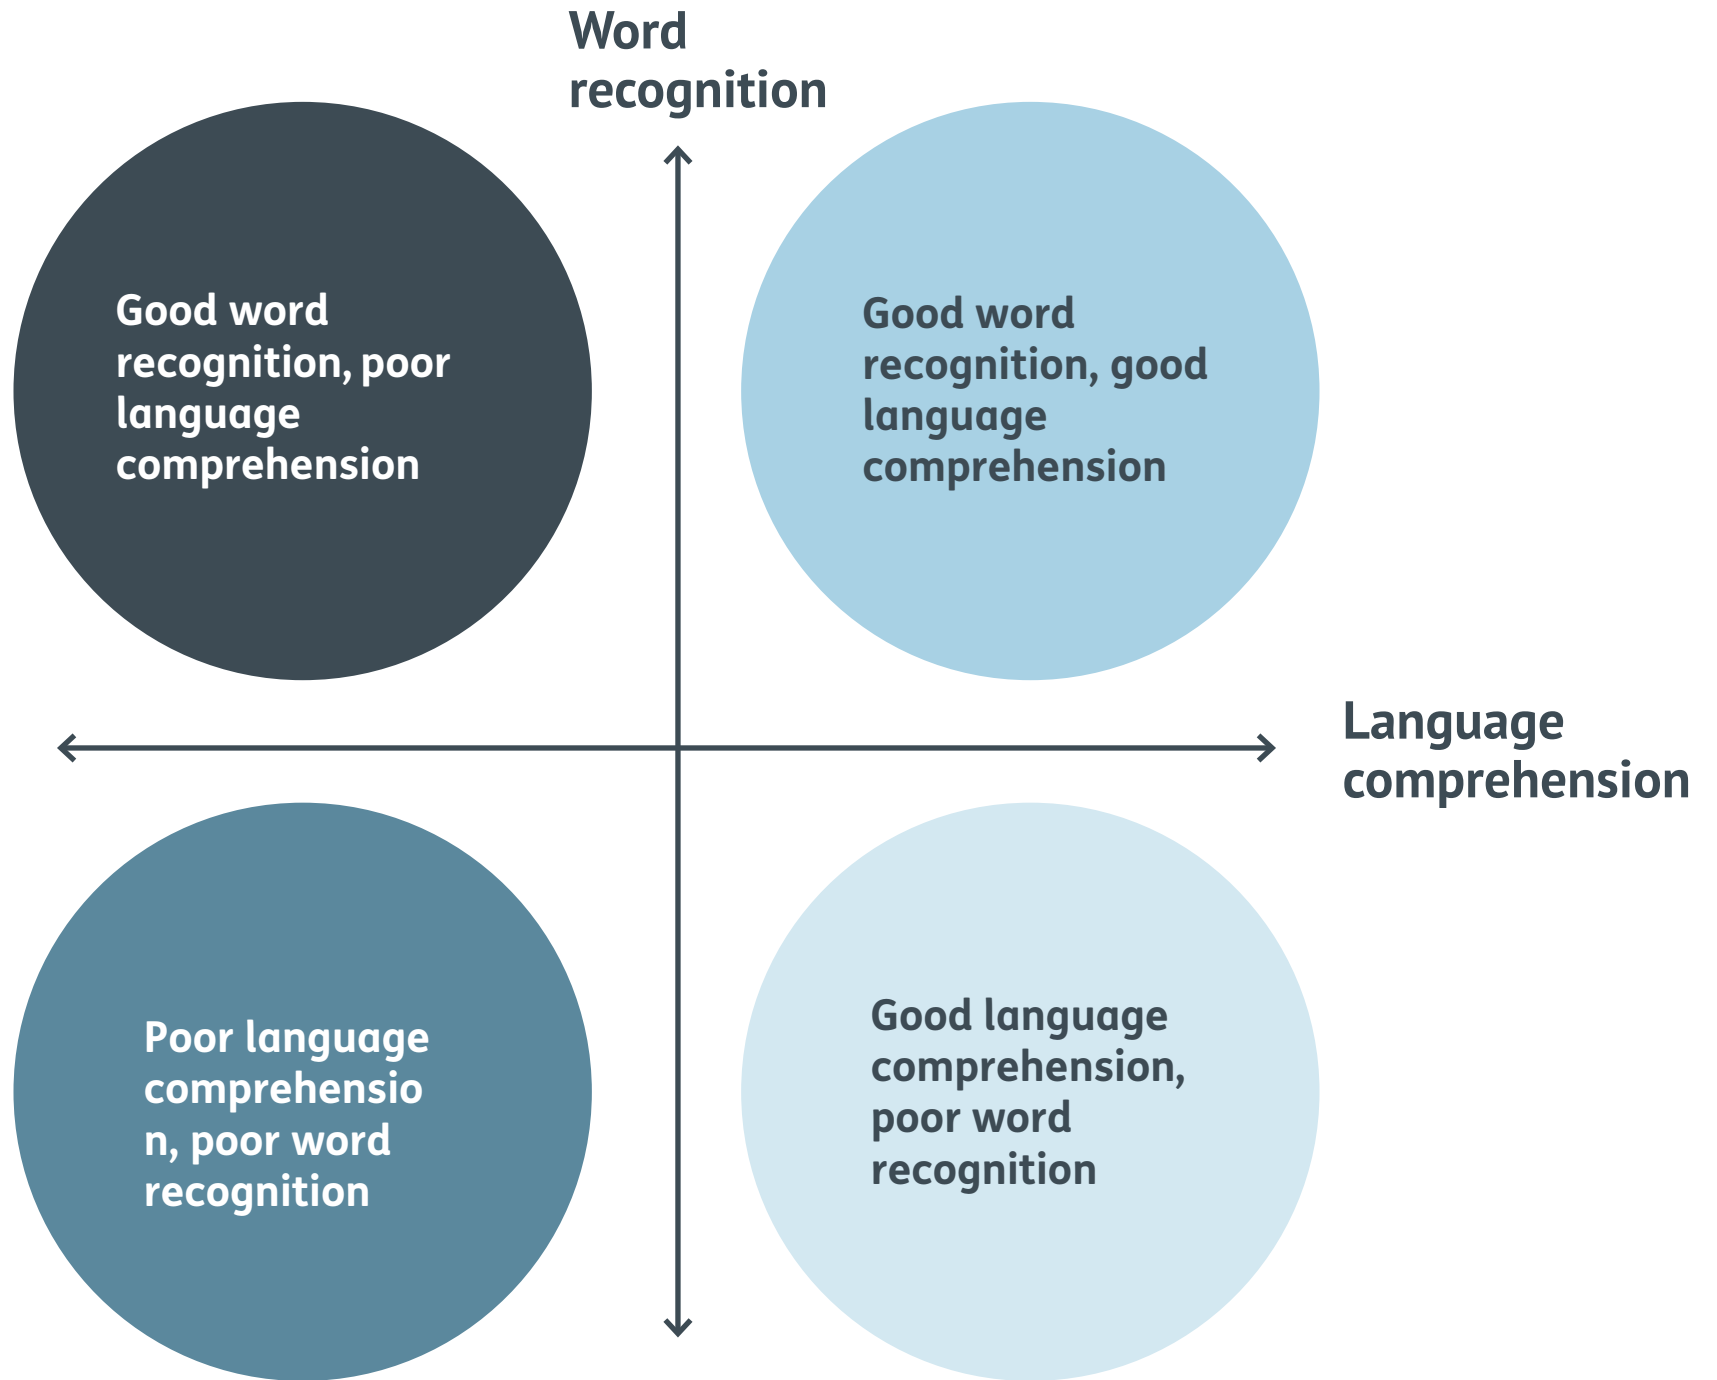 Word
recognition
Good word
recognition, poor
language
comprehension
Good word
recognition, good
language
comprehension
Language
comprehension
Poor language
comprehensio
n, poor word
recognition
Good language
comprehension,
poor word
recognition